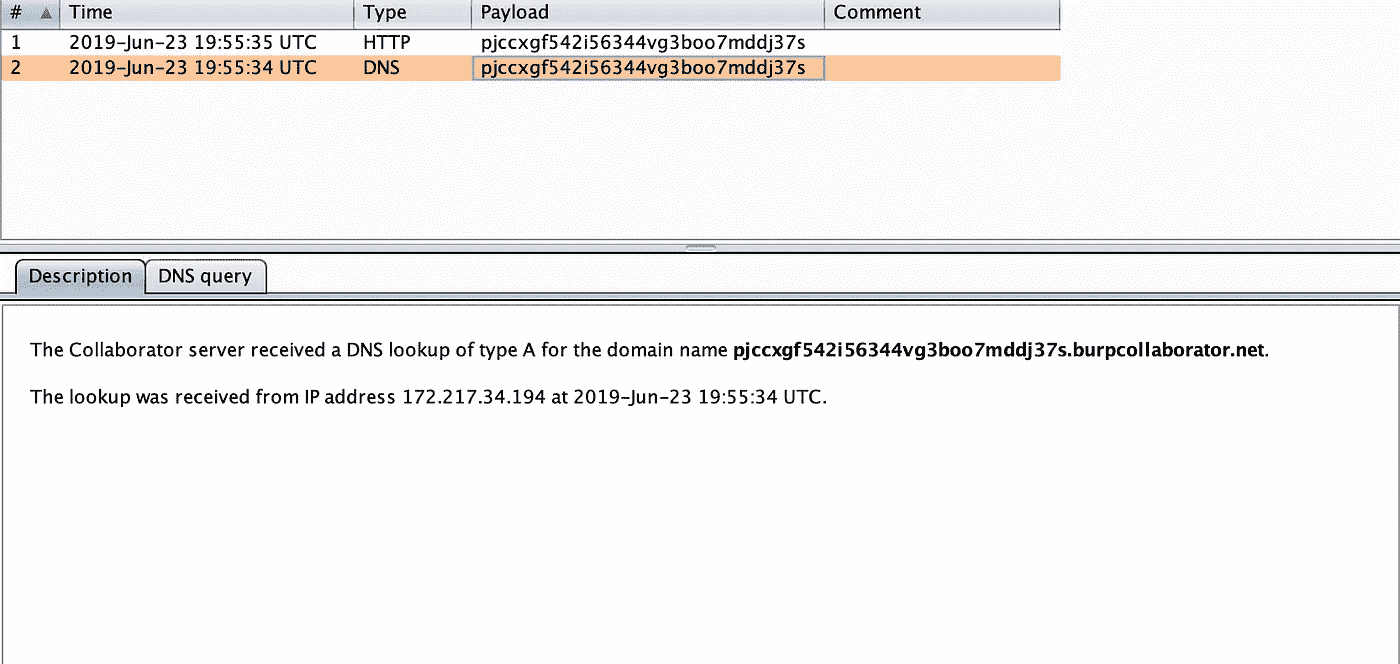 # Time Type Payload Comment
1 2019-Jun-23 19:55:35 UTC HTTP pjccxgf542i56344vg3boo7mddj37s
2 2019-Jun-23 19:55:34 UTC DNS pjccxgf542i56344vg3boo7mddj37s
Description DNS query
The Collaborator server received a DNS lookup of type A for the domain name pjccxgf542i56344vg3boo7mddj37s.burpcollaborator.net.
The lookup was received from IP address 172.217.34.194 at 2019-Jun-23 19:55:34 UTC.